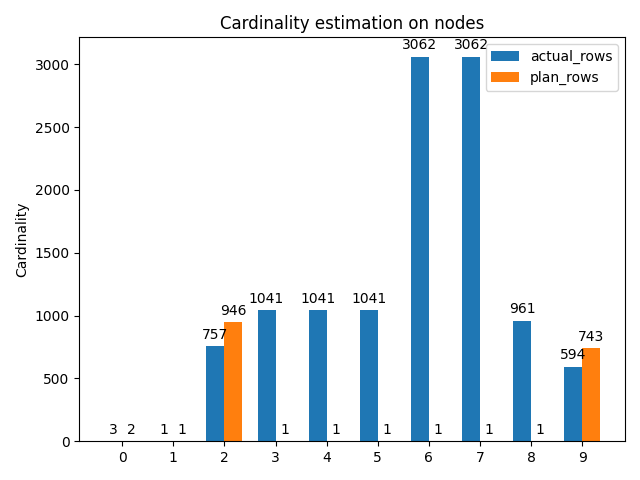 Cardinality estimation on nodes
actual_rows
plan_rows
Cardinality
3000
2500
2000
1500
1000
500
0
3 2 1 1 757 946 1041 1 1041 1 1041 1 3062 1 3062 1 961 1 594 743
0 1 2 3 4 5 6 7 8 9